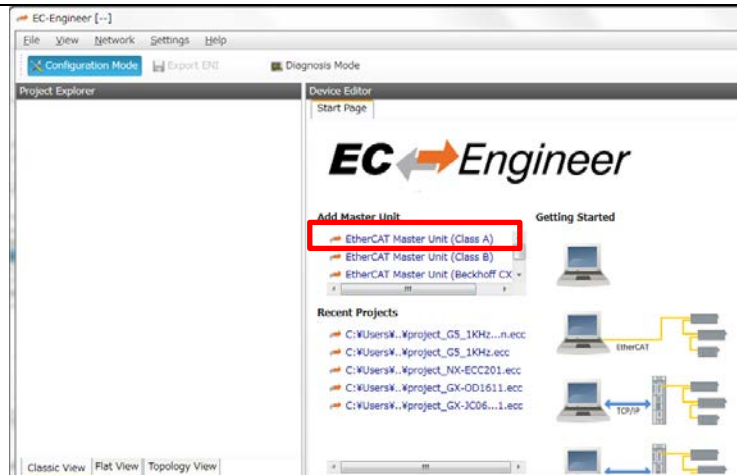 EC-Engineer [--]
File View Network Settings Help
Configuration Mode Export ENI Diagnosis Mode
Project Explorer
Device Editor
Start Page
EC Engineer
Add Master Unit
EtherCAT Master Unit (Class A)
EtherCAT Master Unit (Class B)
EtherCAT Master Unit (Beckhoff CX
Recent Projects
C:¥Users¥..¥project_G5_1KHz...n.ecc
C:¥Users¥..¥project_G5_1KHz.ecc
C:¥Users¥..¥project_NX-ECC201.ecc
C:¥Users¥..¥project_GX-OD1611.ecc
C:¥Users¥..¥project_GX-JC06...1.ecc
Getting Started
EtherCAT
TCP/IP
Classic View Flat View Topology View